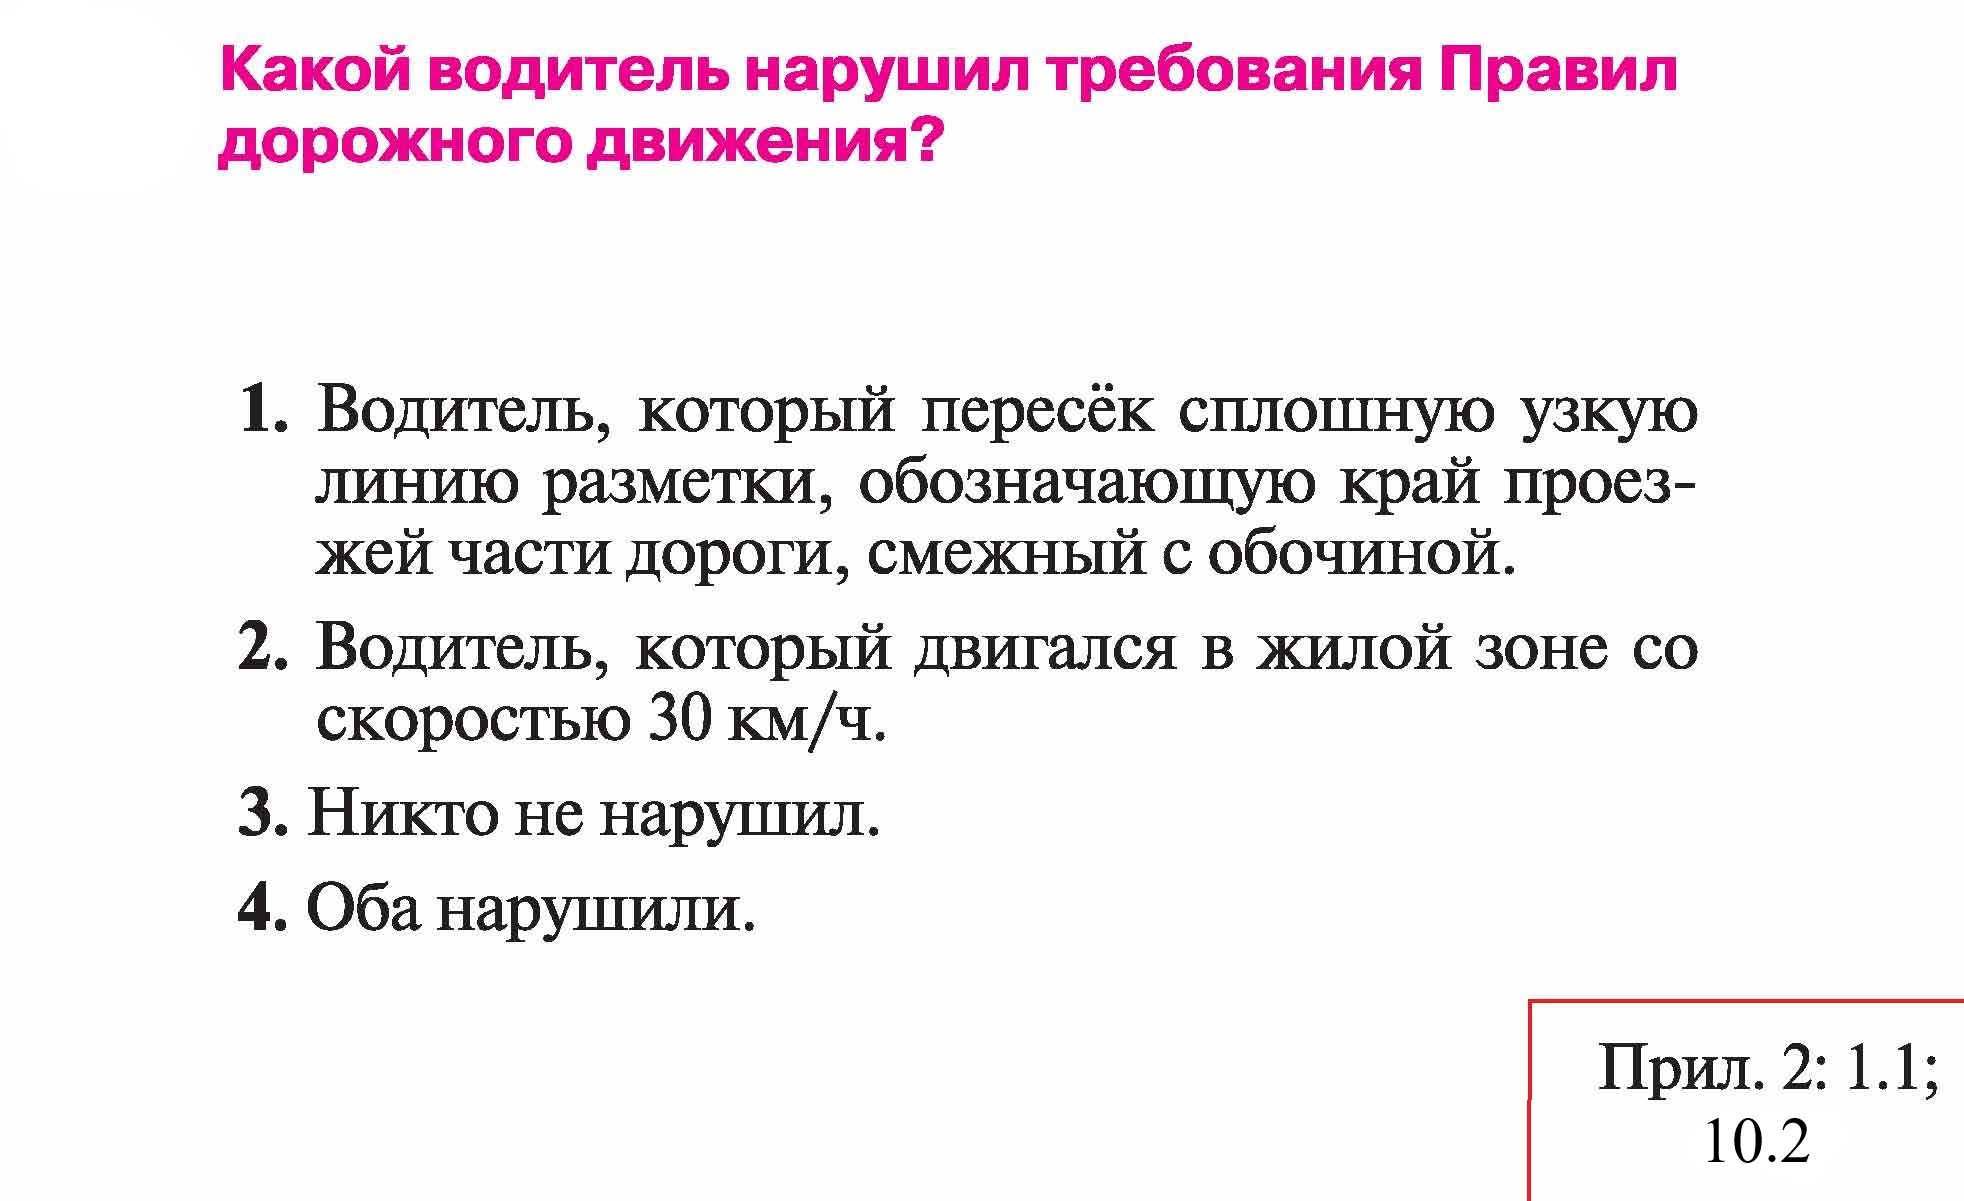 Какой водитель нарушил требования Правил
дорожного движения?
1. Водитель, который пересёк сплошную узкую
линию разметки, обозначающую край проез-
жей части дороги, смежный с обочиной.
2. Водитель, который двигался в жилой зоне со
скоростью 30 км/ч.
3. Никто не нарушил.
4. Оба нарушили.
Прил. 2: 1.1;
10.2